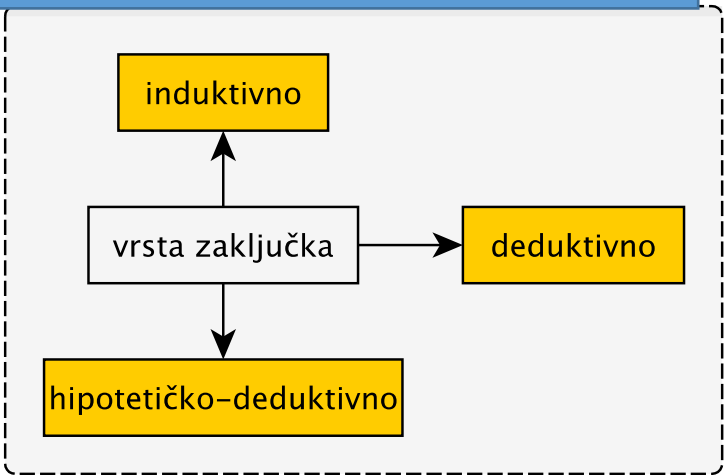 induktivno
vrsta zaključka
deduktivno
hipotetičko-deduktivno